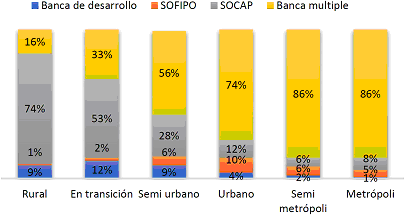 Banca de desarrollo SOFIPO SOCAP Banca multiple
16% 33% 56% 74% 86% 86%
74% 53% 28% 12% 6% 8%
1% 2% 6% 10% 6% 5%
9% 12% 9% 4% 2% 1%
Rural En transición Semi urbano Urbano Semi metrópoli Metrópoli